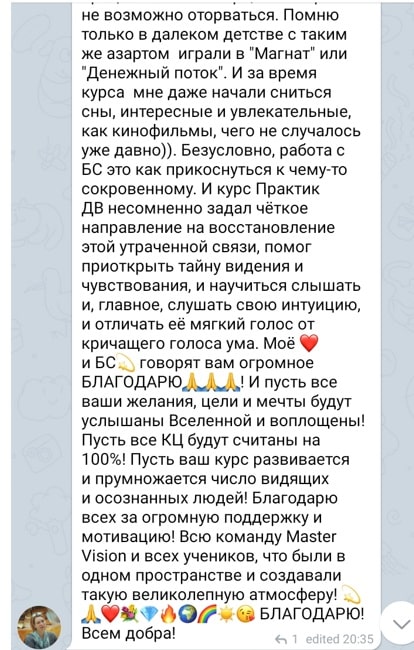 не возможно оторваться. Помню
только в далеком детстве с таким
же азартом играли в "Магнат" или
"Денежный поток". И за время
курса мне даже начали сниться
сны, интересные и увлекательные,
как кинофильмы, чего не случалось
уже давно)). Безусловно, работа с
БС это как прикоснуться к чему-то
сокровенному. И курс Практик
ДВ несомненно задал чёткое
направление на восстановление
этой утраченной связи, помог
приоткрыть тайну видения и
чувствования, и научиться слышать
и, главное, слушать свою интуицию,
и отличать её мягкий голос от
кричащего голоса ума. Моё ❤️
и БС💫 говорят вам огромное
БЛАГОДАРЮ🙏🙏🙏! И пусть все
ваши желания, цели и мечты будут
услышаны Вселенной и воплощены!
Пусть все КЦ будут считаны на
100%! Пусть ваш курс развивается
и прумножается число видящих
и осознанных людей! Благодарю
всех за огромную поддержку и
мотивацию! Всю команду Master
Vision и всех учеников, что были в
одном пространстве и создавали
такую великолепную атмосферу! 💫
🙏❤️💐💎🔥🌍🌈☀️😘 БЛАГОДАРЮ!
Всем добра!
1 edited 20:35